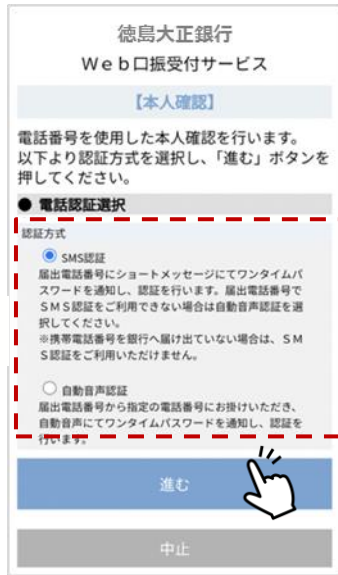 徳島大正銀行
Web口振受付サービス
【本人確認】
電話番号を使用した本人確認を行います。
以下より認証方式を選択し、「進む」ボタンを
押してください。
● 電話認証選択
認証方式
SMS認証
届出電話番号にショートメッセージにてワンタイムパ
スワードを通知し、認証を行います。届出電話番号で
SMS認証をご利用できない場合は自動音声認証を選
択してください。
※携帯電話番号を銀行へ届け出ていない場合は、SM
S認証をご利用いただけません。
自動音声認証
届出電話番号から指定の電話番号にお掛けいただき、
自動音声にてワンタイムパスワードを通知し、認証を
行います。
進む
中止